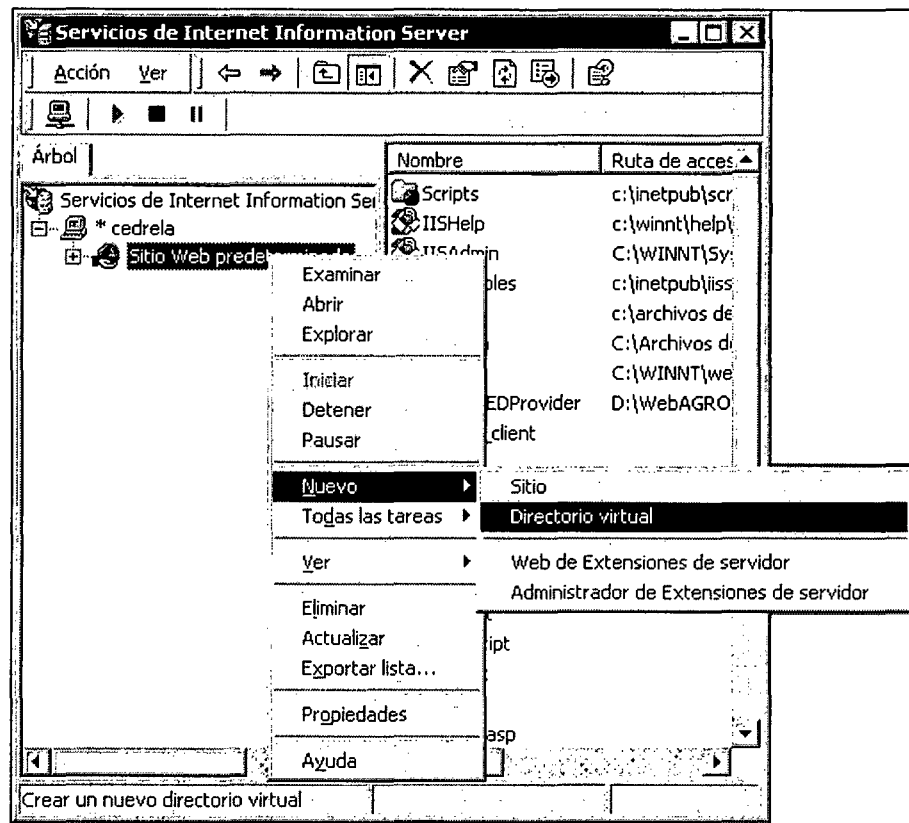 Servicios de Internet Information Server
Acción Ver
Árbol
Nombre Ruta de acces
Servicios de Internet Information Ser
* cedrela
Sitio Web predet
Scripts c:\inetpub\scr
IISHelp c:\winnt\help\
IISAdmin C:\WINNT\Sy
ples c:\inetpub\iiss
c:\archivos de
C:\Archivos d
C:\WINNT\we
EDProvider D:\WebAGRO
_client
Examinar
Abrir
Explorar
Iniciar
Detener
Pausar
Nuevo
Todas las tareas
Ver
Eliminar
Actualizar
Exportar lista...
Propiedades
Ayuda
Sitio
Directorio virtual
Web de Extensiones de servidor
Administrador de Extensiones de servidor
ipt
asp
Crear un nuevo directorio virtual